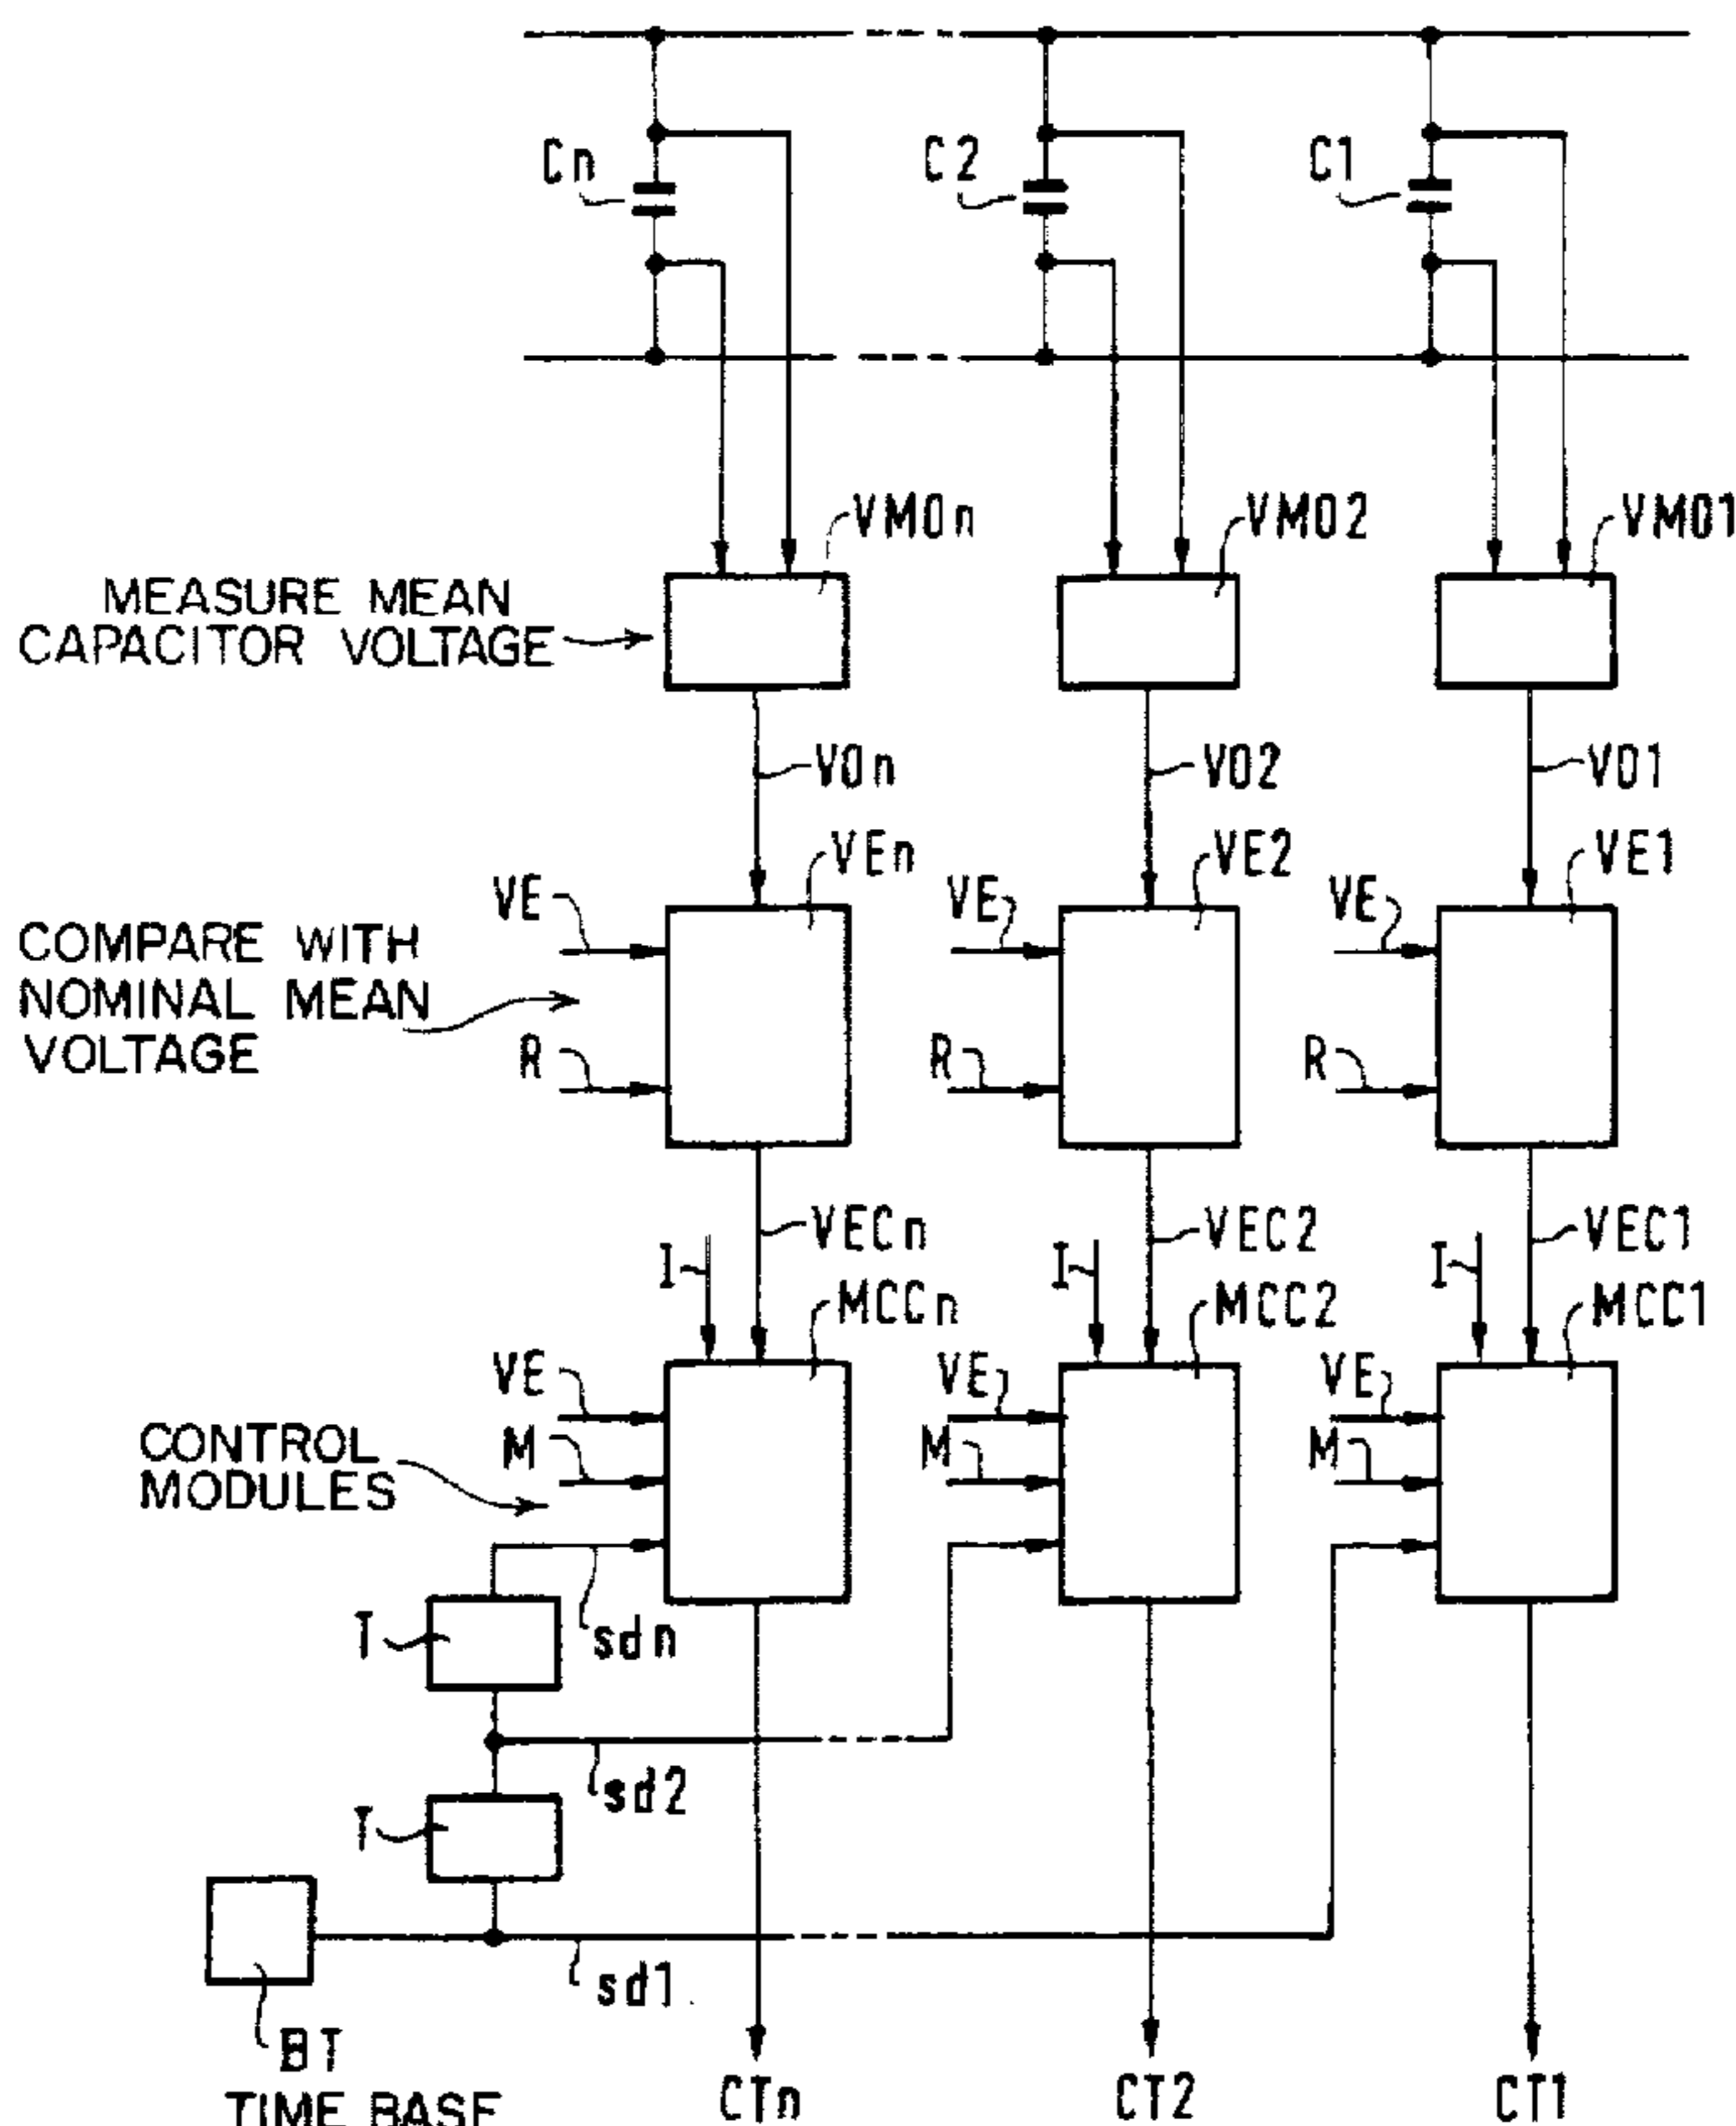 Cn
C2
C1
VM0n
VM02
VM01
MEASURE MEAN
CAPACITOR VOLTAGE
V0n
V02
V01
VEn
VE2
VE1
VE
VE
VE
COMPARE WITH
NOMINAL MEAN
VOLTAGE
R
R
R
VECn
VEC2
VEC1
I
I
I
MCCn
MCC2
MCC1
VE
VE
VE
M
M
M
CONTROL
MODULES
T
sdn
sd2
T
sd1
BT
TIME BASE
CTn
CT2
CT1